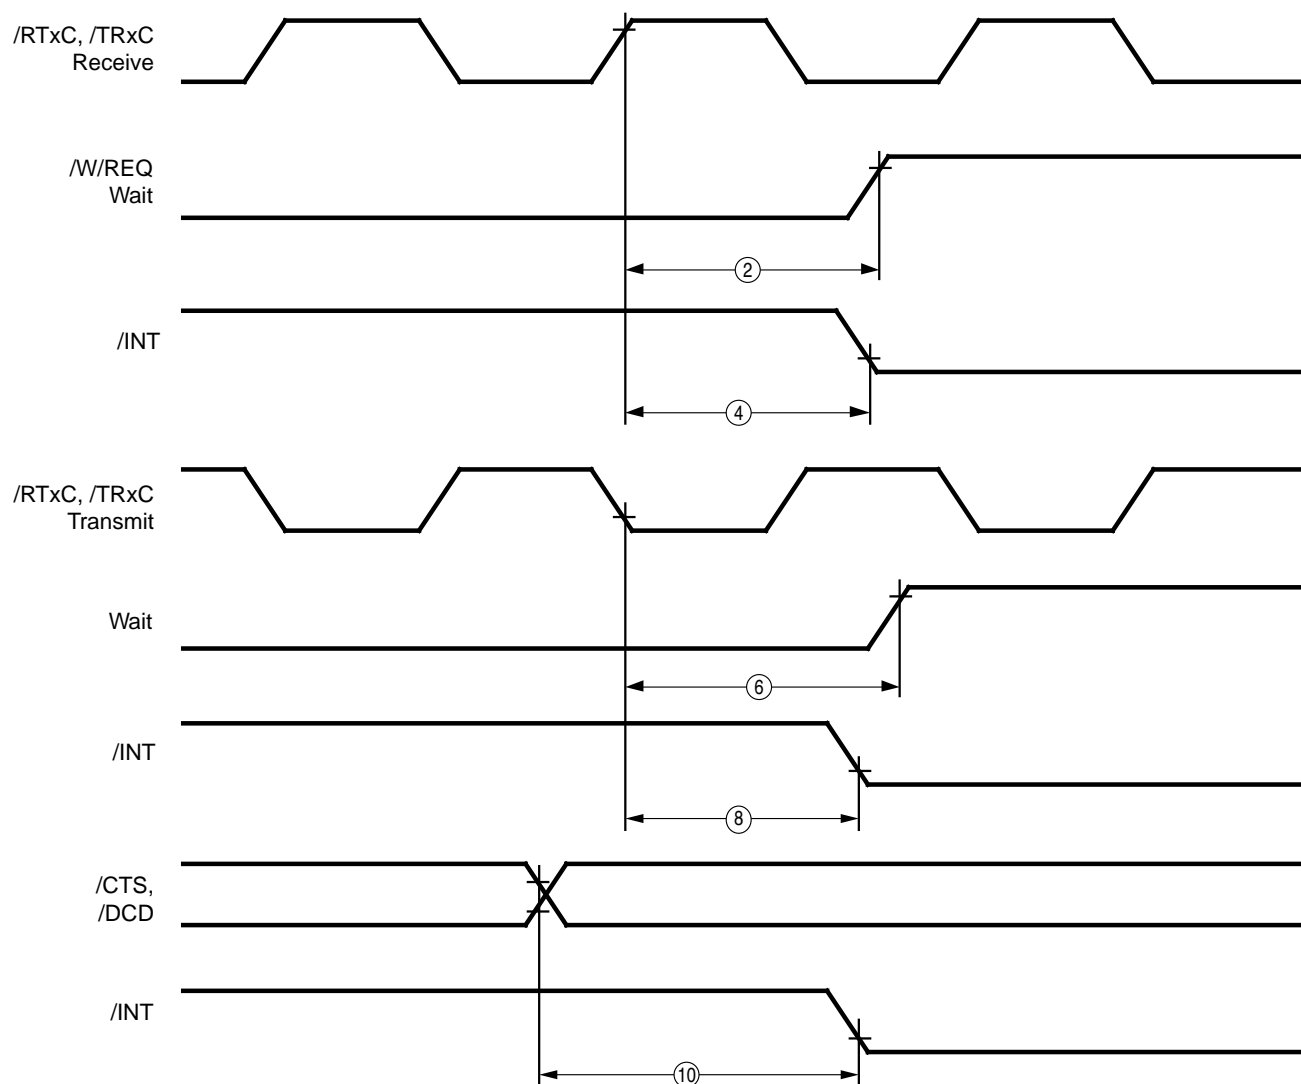 /RTxC, /TRxC
Receive
/W/REQ
Wait
2
/INT
4
/RTxC, /TRxC
Transmit
Wait
6
/INT
8
/CTS,
/DCD
/INT
10